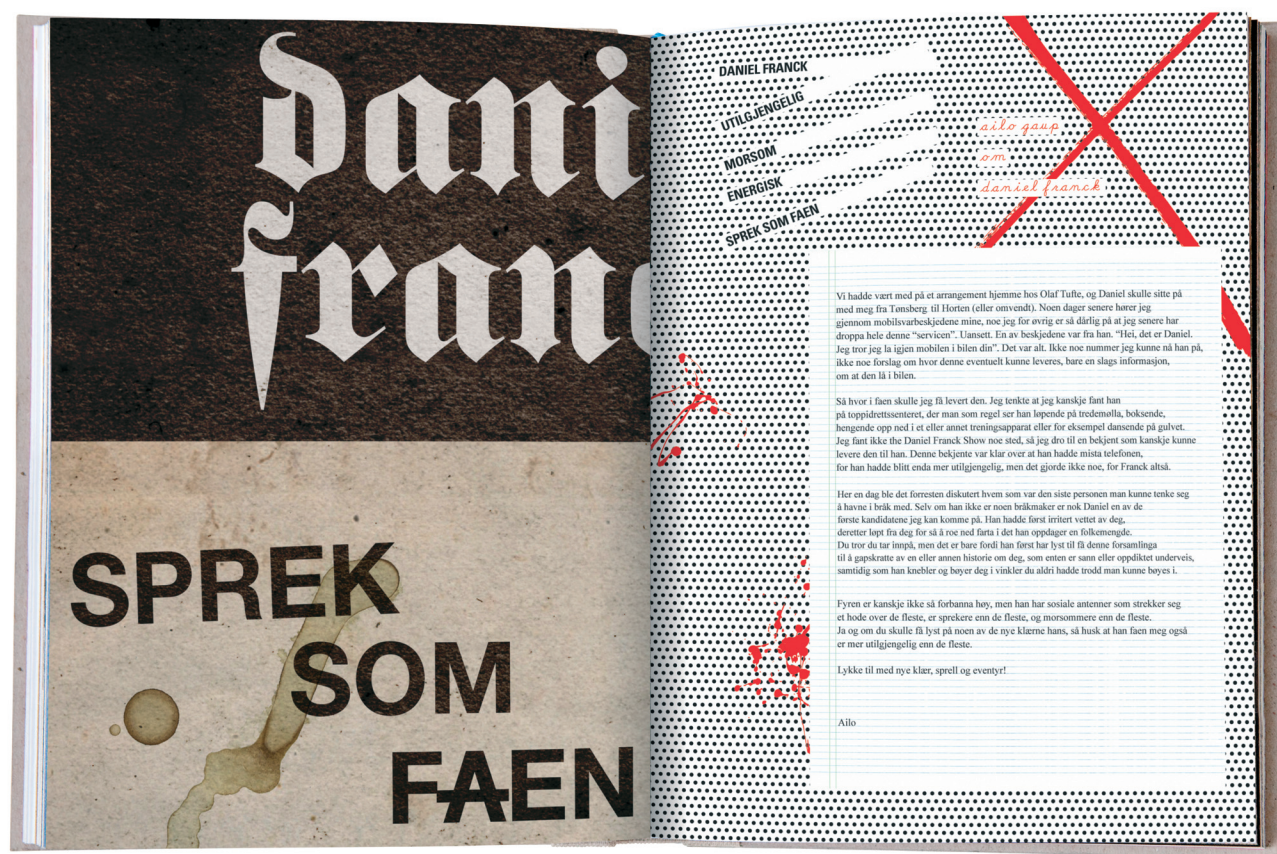 dani
franc
SPREK
SOM
FAEN
DANIEL FRANCK
UTILGJENGELIG
MORSOM
ENERGISK
SPREK SOM FAEN
ailo gaup
om
daniel franck
Vi hadde vært med på et arrangement hjemme hos Olaf Tufte, og Daniel skulle sitte på
med meg fra Tønsberg til Horten (eller omvendt). Noen dager senere hører jeg
gjennom mobilsvarbeskjedene mine, noe jeg for øvrig er så dårlig på at jeg senere har
droppa hele denne “servicen”. Uansett. En av beskjedene var fra han. “Hei, det er Daniel.
Jeg tror jeg la igjen mobilen i bilen din”. Det var alt. Ikke noe nummer jeg kunne nå han på,
ikke noe forslag om hvor denne eventuelt kunne leveres, bare en slags informasjon,
om at den lå i bilen.
Så hvor i faen skulle jeg få levert den. Jeg tenkte at jeg kanskje fant han
på toppidrettssenteret, der man som regel ser han løpende på tredemølla, boksende,
hengende opp ned i et eller annet treningsapparat eller for eksempel dansende på gulvet.
Jeg fant ikke the Daniel Franck Show noe sted, så jeg dro til en bekjent som kanskje kunne
levere den til han. Denne bekjente var klar over at han hadde mista telefonen,
for han hadde blitt enda mer utilgjengelig, men det gjorde ikke noe, for Franck altså.
Her en dag ble det forresten diskutert hvem som var den siste personen man kunne tenke seg
å havne i bråk med. Selv om han ikke er noen bråkmaker er nok Daniel en av de
første kandidatene jeg kan komme på. Han hadde først irritert vettet av deg,
deretter løpt fra deg for så å roe ned farta i det han oppdager en folkemengde.
Du tror du tar innpå, men det er bare fordi han først har lyst til få denne forsamlinga
til å gapskratte av en eller annen historie om deg, som enten er sann eller oppdiktet underveis,
samtidig som han knebler og bøyer deg i vinkler du aldri hadde trodd man kunne bøyes i.
Fyren er kanskje ikke så forbanna høy, men han har sosiale antenner som strekker seg
et hode over de fleste, er sprekere enn de fleste, og morsommere enn de fleste.
Ja og om du skulle få lyst på noen av de nye klærne hans, så husk at han faen meg også
er mer utilgjengelig enn de fleste.
Lykke til med nye klær, sprell og eventyr!
Ailo